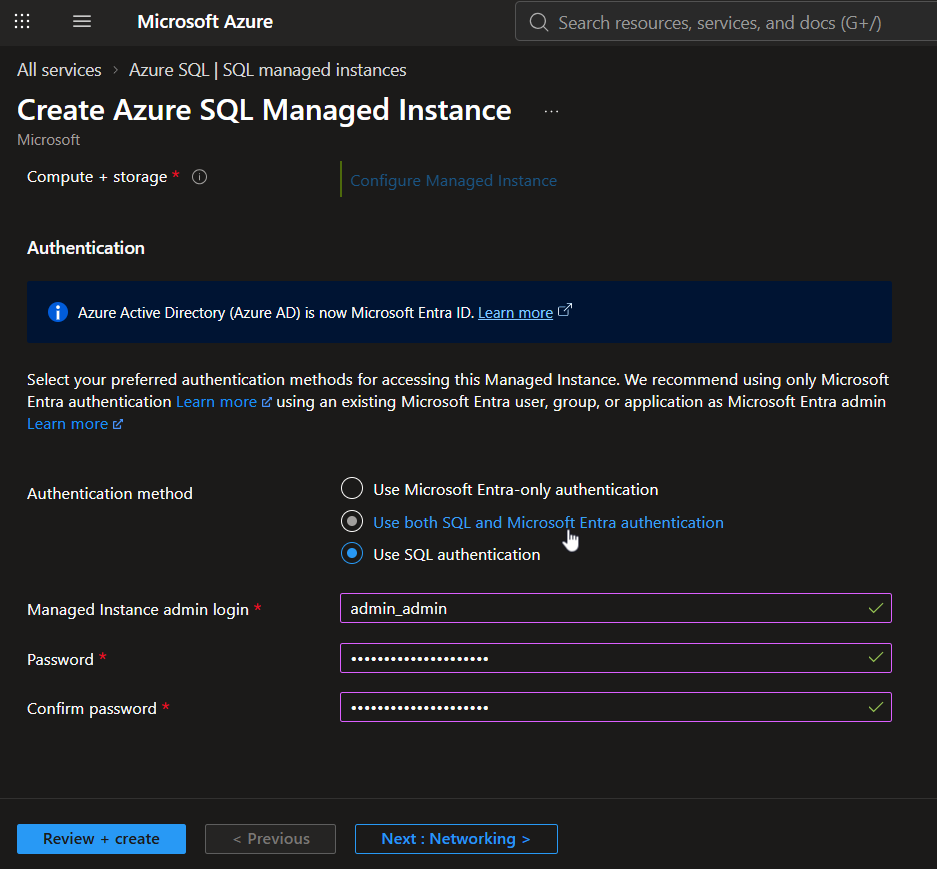 Microsoft Azure
Search resources, services, and docs (G+/)
All services > Azure SQL | SQL managed instances
Create Azure SQL Managed Instance ...
Microsoft
Compute + storage *
Configure Managed Instance
Authentication
Azure Active Directory (Azure AD) is now Microsoft Entra ID. Learn more
Select your preferred authentication methods for accessing this Managed Instance. We recommend using only Microsoft
Entra authentication Learn more using an existing Microsoft Entra user, group, or application as Microsoft Entra admin
Learn more
Authentication method
Use Microsoft Entra-only authentication
Use both SQL and Microsoft Entra authentication
Use SQL authentication
Managed Instance admin login *
admin_admin
Password *
•••••••••••••••••••••
Confirm password *
•••••••••••••••••••••
Review + create
< Previous
Next : Networking >